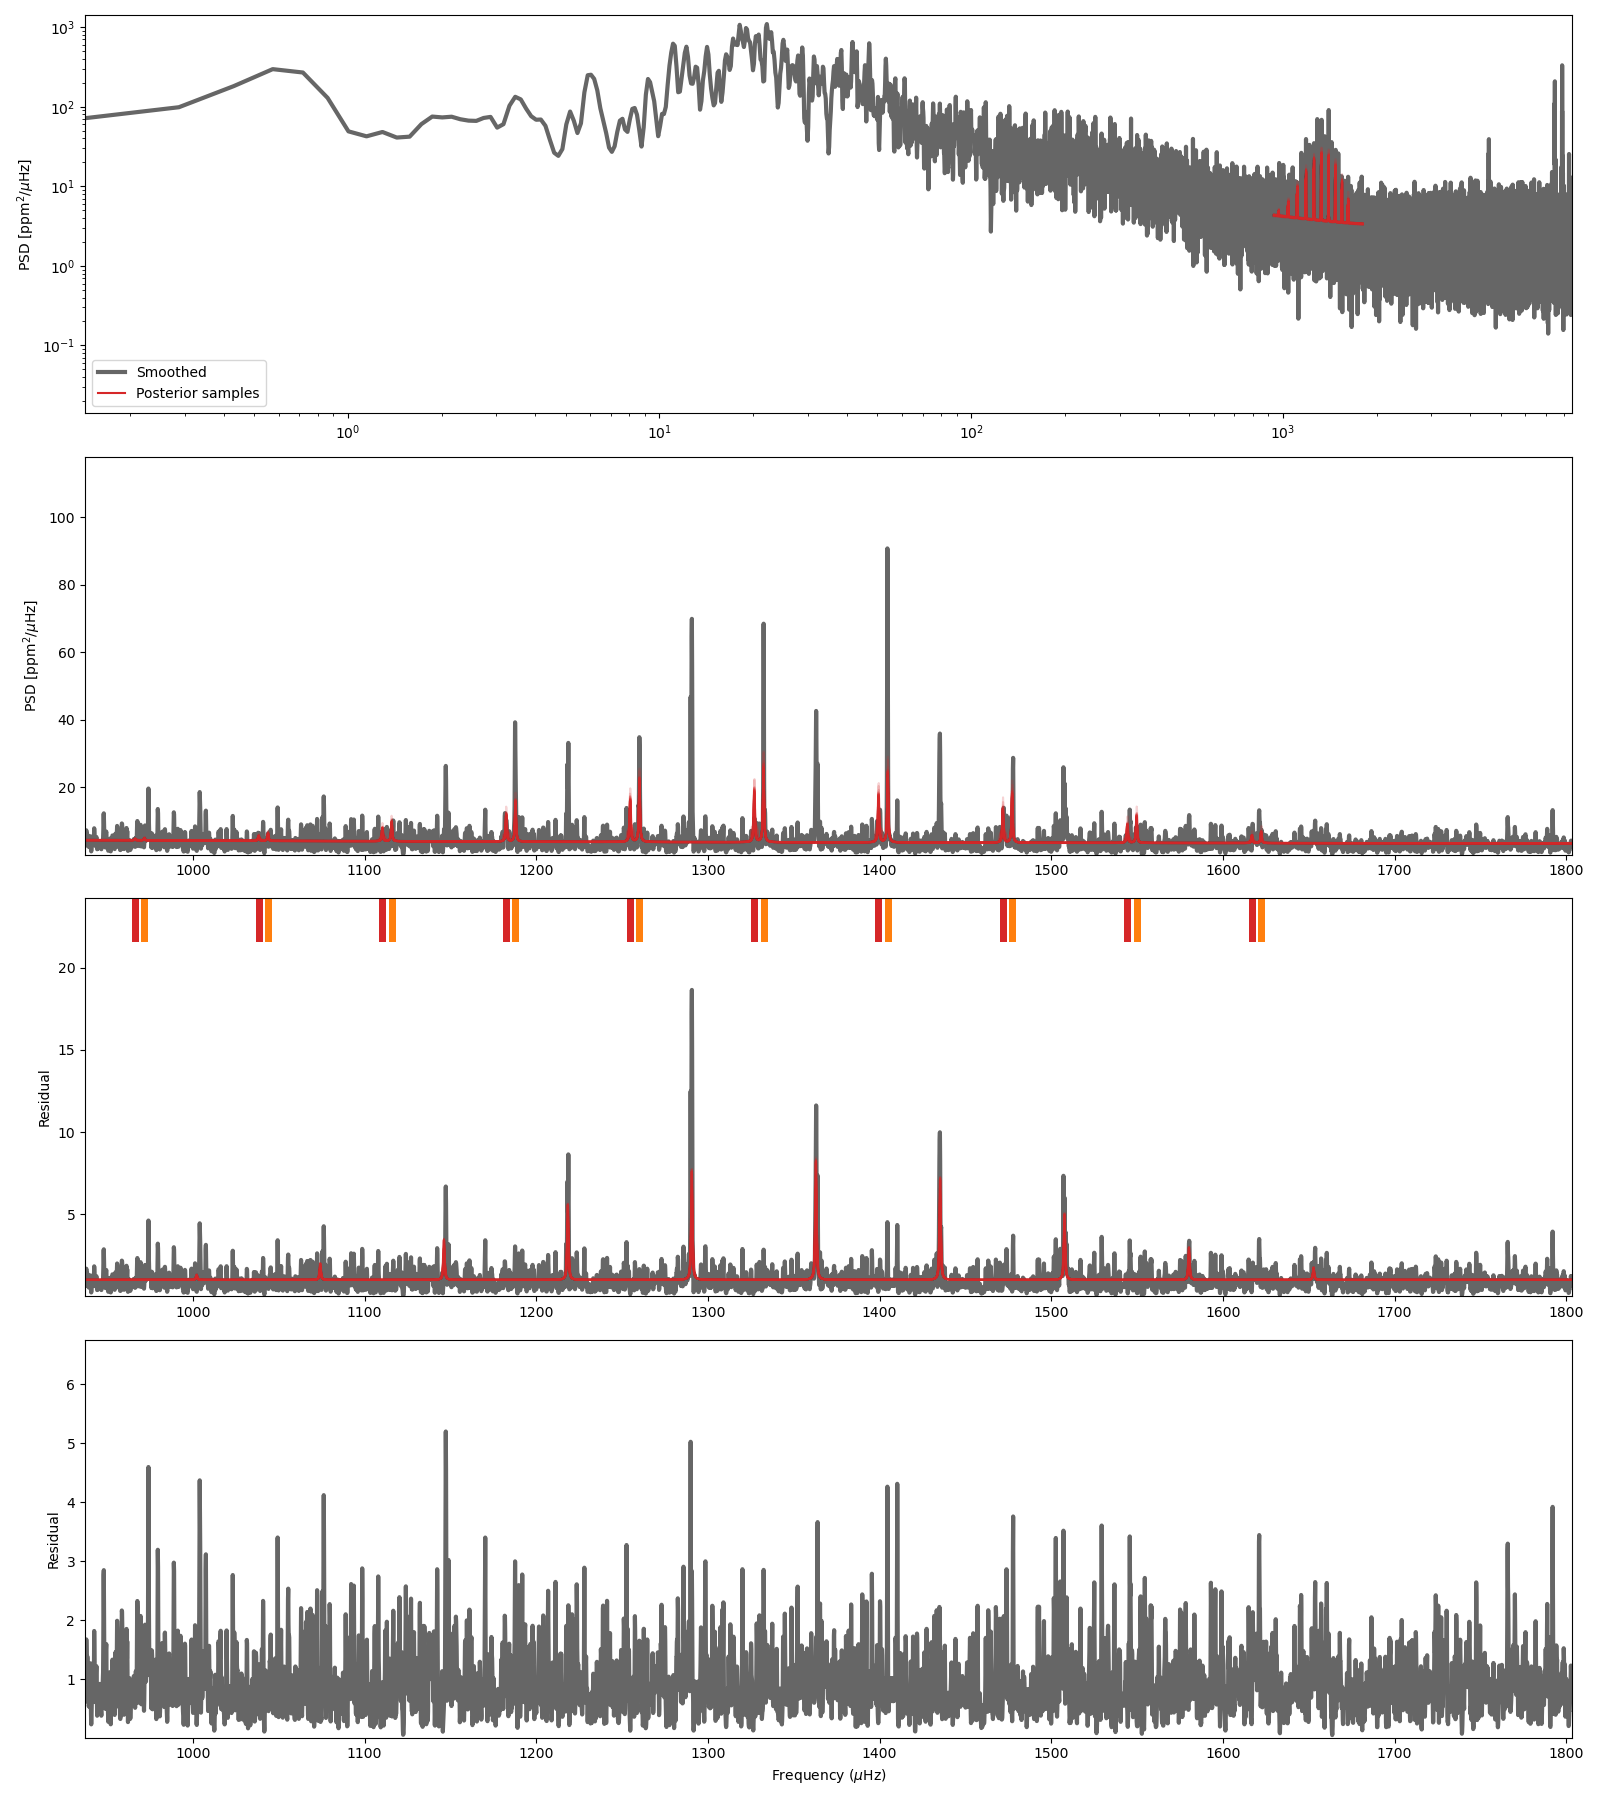 10³
10²
10¹
10⁰
10⁻¹
PSD [ppm²/μHz]
Smoothed
Posterior samples
10⁰ 10¹ 10² 10³
100
80
60
40
20
PSD [ppm²/μHz]
1000 1100 1200 1300 1400 1500 1600 1700 1800
20
15
10
5
Residual
1000 1100 1200 1300 1400 1500 1600 1700 1800
6
5
4
3
2
1
Residual
1000 1100 1200 1300 1400 1500 1600 1700 1800
Frequency (μHz)